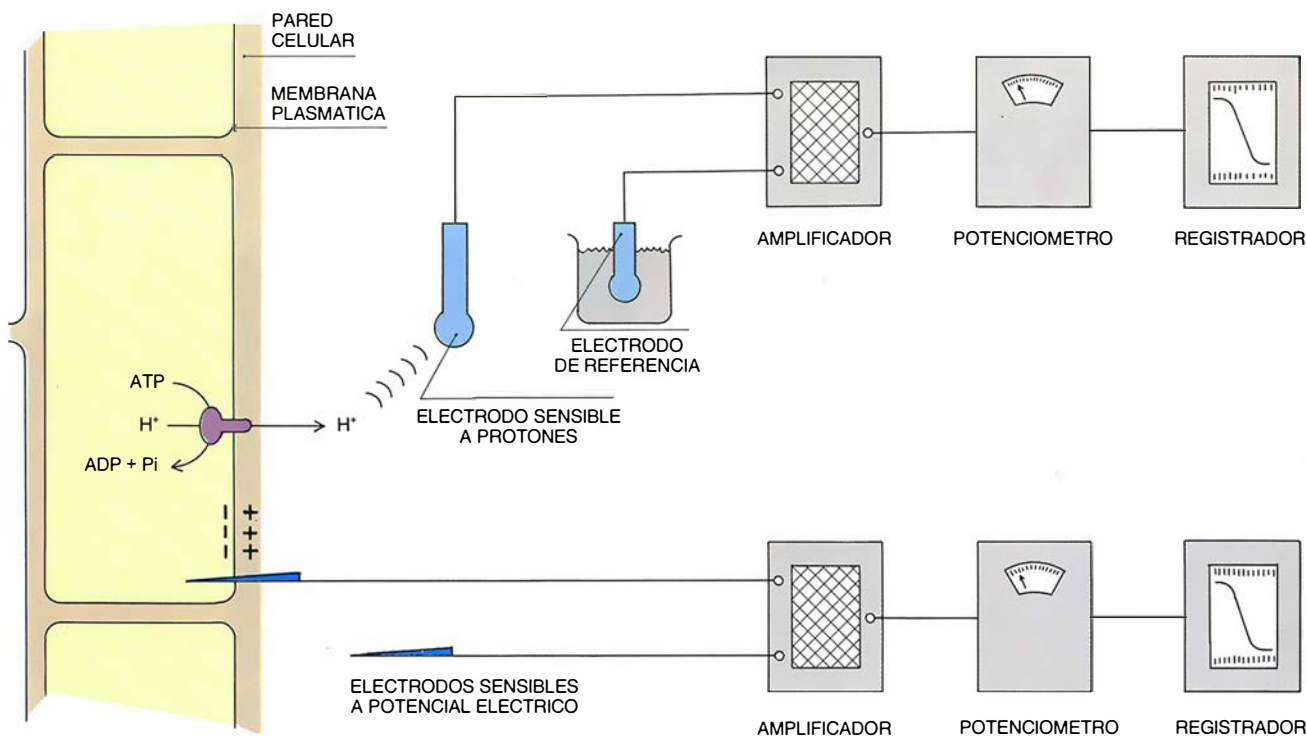 PARED
CELULAR
MEMBRANA
PLASMATICA
AMPLIFICADOR
POTENCIOMETRO
REGISTRADOR
ELECTRODO
DE REFERENCIA
ELECTRODO SENSIBLE
A PROTONES
ATP
H⁺
H⁺
ADP + Pi
ELECTRODOS SENSIBLES
A POTENCIAL ELECTRICO
AMPLIFICADOR
POTENCIOMETRO
REGISTRADOR